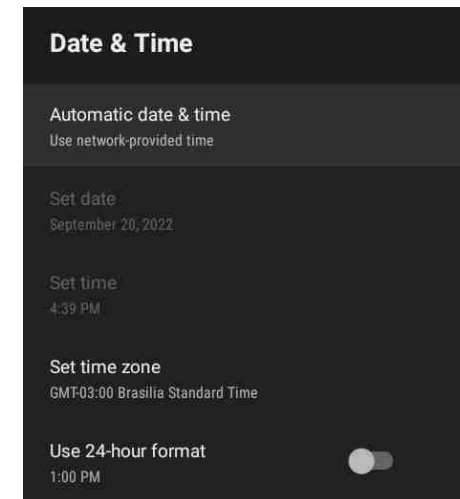 Date & Time
Automatic date & time
Use network-provided time
Set date
September 20, 2022
Set time
4:39 PM
Set time zone
GMT-03:00 Brasilia Standard Time
Use 24-hour format
1:00 PM